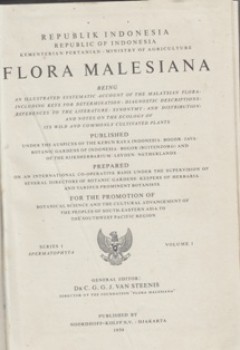 REPUBLIK INDONESIA
REPUBLIC OF INDONESIA
KEMENTERIAN PERTANIAN - MINISTRY OF AGRICULTURE
FLORA MALESIANA
BEING
AN ILLUSTRATED SYSTEMATIC ACCOUNT OF THE MALAYSIAN FLORA
INCLUDING KEYS FOR DETERMINATION · DIAGNOSTIC DESCRIPTIONS
REFERENCES TO THE LITERATURE · SYNONYMY · AND DISTRIBUTION
AND NOTES ON THE ECOLOGY OF
ITS WILD AND COMMONLY CULTIVATED PLANTS
PUBLISHED
UNDER THE AUSPICES OF THE KEBUN RAYA INDONESIA BOGOR JAVA
BOTANIC GARDENS OF INDONESIA BOGOR (BUITENZORG) AND
OF THE RIJKSHERBARIUM · LEYDEN NETHERLANDS
PREPARED
ON AN INTERNATIONAL CO-OPERATIVE BASIS UNDER THE SUPERVISION OF
SEVERAL DIRECTORS OF BOTANIC GARDENS KEEPERS OF HERBARIA
AND VARIOUS PROMINENT BOTANISTS
FOR THE PROMOTION OF
BOTANICAL SCIENCE AND THE CULTURAL ADVANCEMENT OF
THE PEOPLES OF SOUTH-EASTERN ASIA TO
THE SOUTHWEST PACIFIC REGION
SERIES I
SPERMATOPHYTA
VOLUME
GENERAL EDITOR:
DR C. G. G. J. VAN STEENIS
DIRECTOR OF THE FOUNDATION "FLORA MALESIANA"
PUBLISHED BY
NOORDHOFF-KOLFF N.V. · DJAKARTA